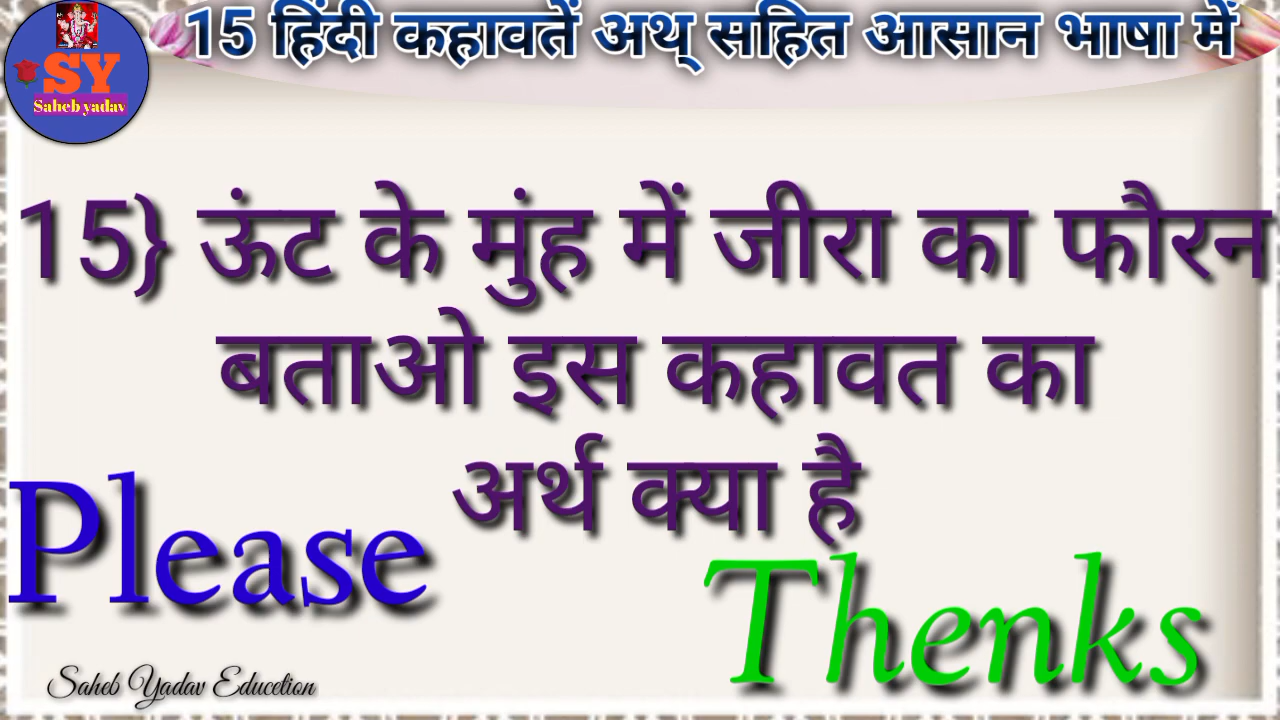 15 हिंदी कहावतें अथ् सहित आसान भाषा में
SY
Saheb yadav
15} ऊंट के मुंह में जीरा का फौरन
बताओ इस कहावत का
अर्थ क्या है
Please
Thenks
Saheb Yadav Educetion